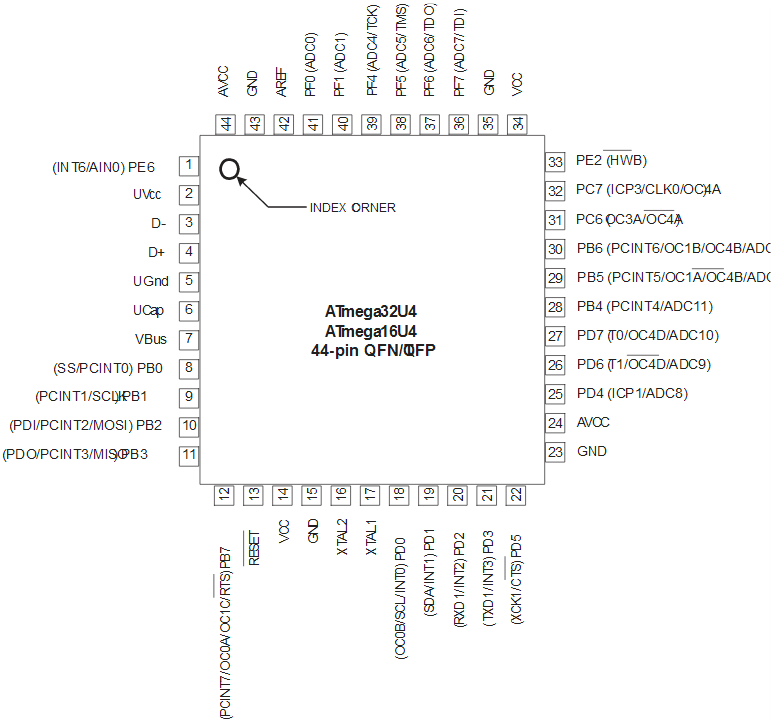 AVCC
GND
AREF
PF0 (ADC0)
PF1 (ADC1)
PF4 (ADC4/TCK)
PF5 (ADC5/TMS)
PF6 (ADC6/TDO)
PF7 (ADC7/TDI)
GND
VCC
44 43 42 41 40 39 38 37 36 35 34
(INT6/AIN0) PE6 1
UVcc 2
D- 3
D+ 4
UGnd 5
UCap 6
VBus 7
(SS/PCINT0) PB0 8
(PCINT1/SCLK) PB1 9
(PDI/PCINT2/MOSI) PB2 10
(PDO/PCINT3/MISO) PB3 11
INDEX CORNER
ATmega32U4
ATmega16U4
44-pin QFN/TQFP
33 PE2 (HWB)
32 PC7 (ICP3/CLK0/OC4A)
31 PC6 (OC3A/OC4A)
30 PB6 (PCINT6/OC1B/OC4B/ADC
29 PB5 (PCINT5/OC1A/OC4B/ADC
28 PB4 (PCINT4/ADC11)
27 PD7 (T0/OC4D/ADC10)
26 PD6 (T1/OC4D/ADC9)
25 PD4 (ICP1/ADC8)
24 AVCC
23 GND
12 13 14 15 16 17 18 19 20 21 22
(PCINT7/OC0A/OC1C/RTS) PB7
RESET
VCC
GND
XTAL2
XTAL1
(OC0B/SCL/INT0) PD0
(SDA/INT1) PD1
(RXD1/INT2) PD2
(TXD1/INT3) PD3
(XCK1/CTS) PD5